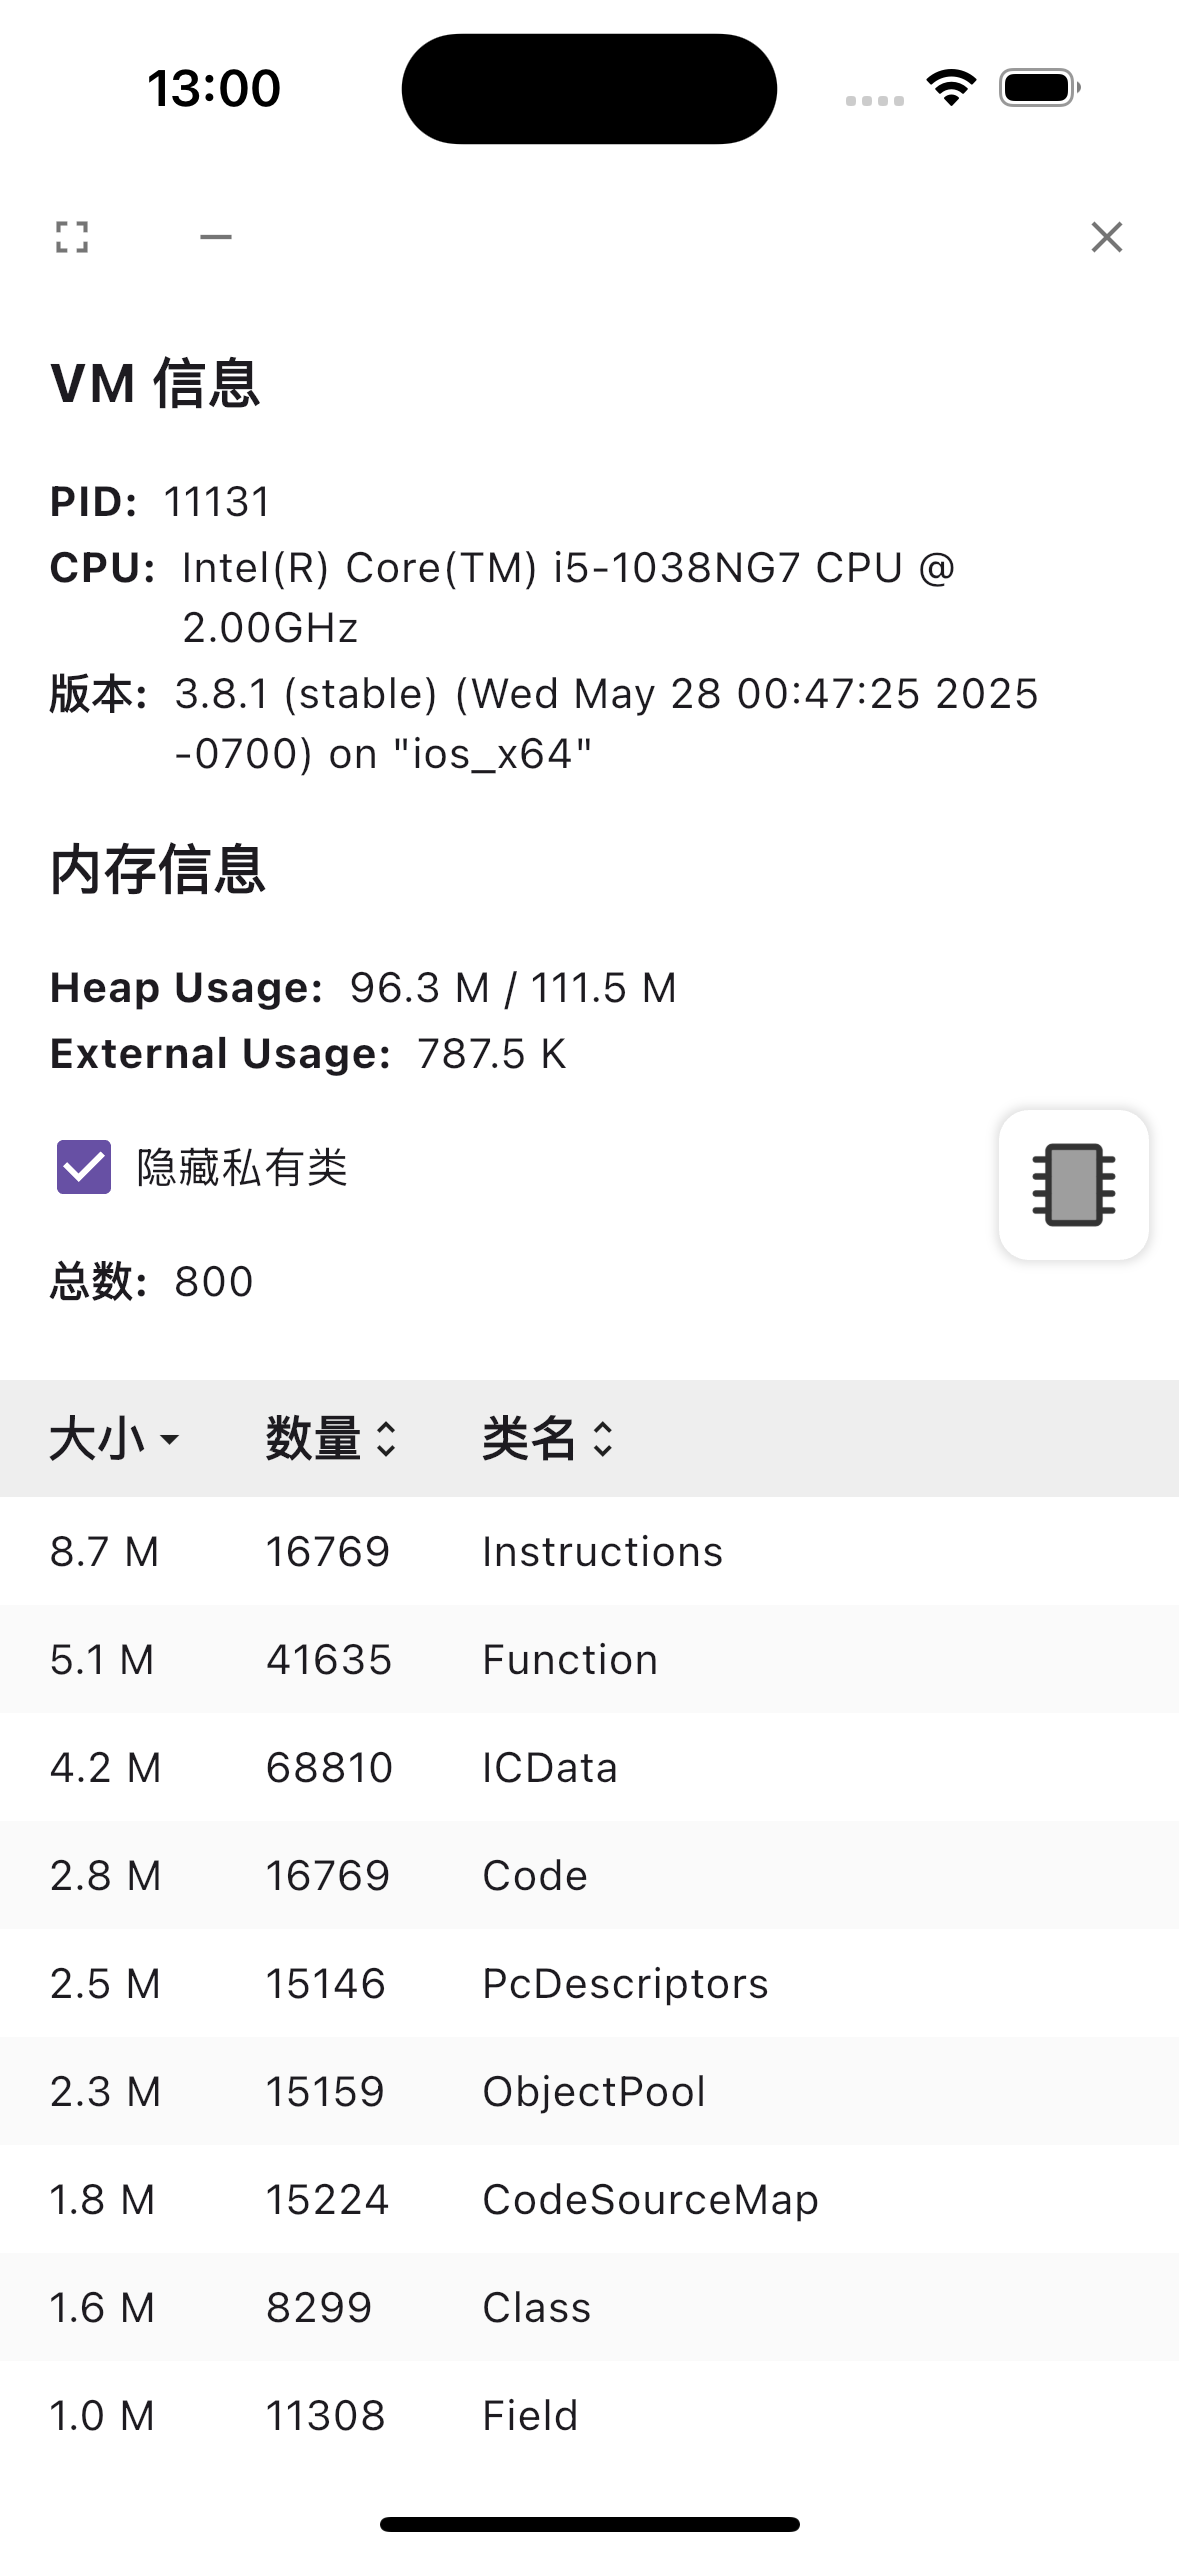 13:00
VM 信息
PID: 11131
CPU: Intel(R) Core(TM) i5-1038NG7 CPU @
2.00GHz
版本: 3.8.1 (stable) (Wed May 28 00:47:25 2025
-0700) on "ios_x64"
内存信息
Heap Usage: 96.3 M / 111.5 M
External Usage: 787.5 K
隐藏私有类
总数: 800
大小 数量 类名
8.7 M 16769 Instructions
5.1 M 41635 Function
4.2 M 68810 ICData
2.8 M 16769 Code
2.5 M 15146 PcDescriptors
2.3 M 15159 ObjectPool
1.8 M 15224 CodeSourceMap
1.6 M 8299 Class
1.0 M 11308 Field